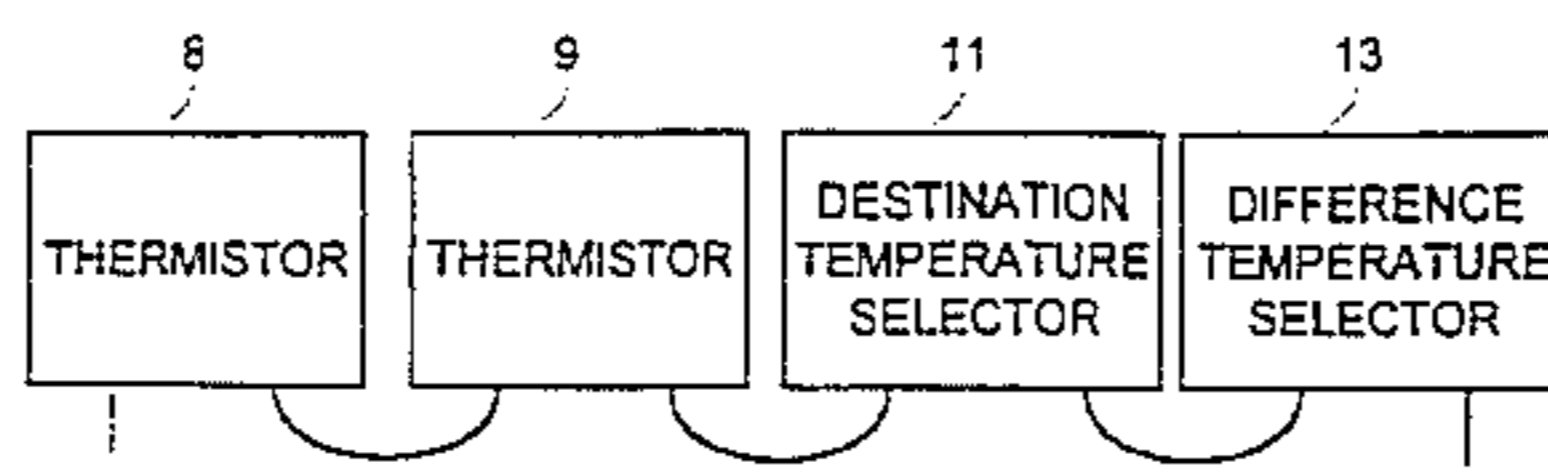 8 9 11 13
THERMISTOR
THERMISTOR
DESTINATION
TEMPERATURE
SELECTOR
DIFFERENCE
TEMPERATURE
SELECTOR